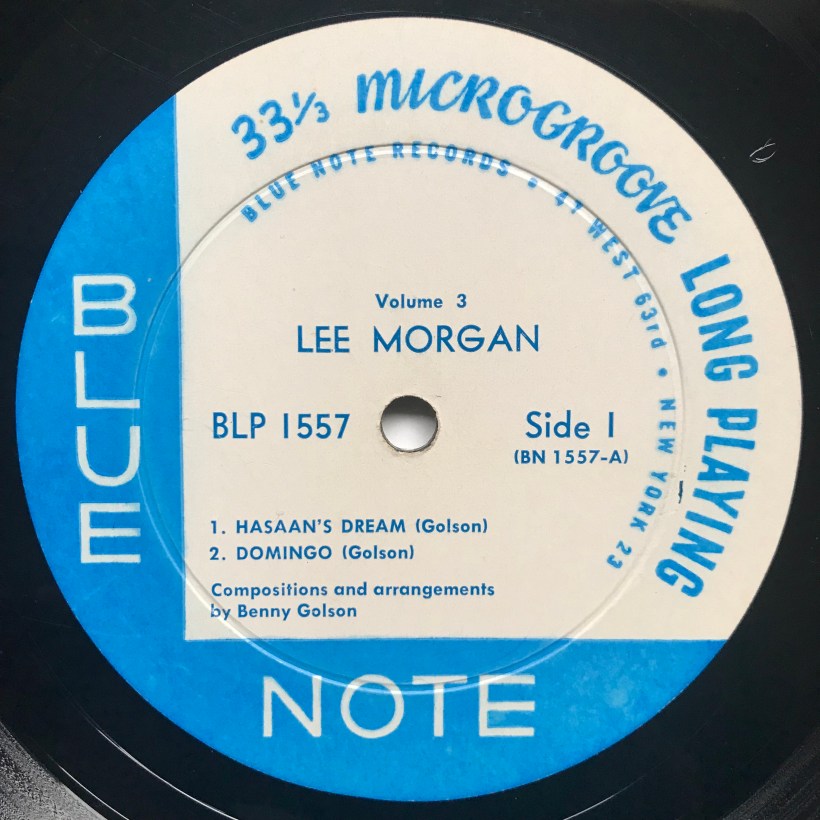 33⅓ MICROGROOVE LONG PLAYING
BLUE NOTE RECORDS • 47 WEST 63rd • NEW YORK 23
Volume 3
LEE MORGAN
BLP 1557
Side 1
(BN 1557-A)
1. HASAAN'S DREAM (Golson)
2. DOMINGO (Golson)
Compositions and arrangements
by Benny Golson
BLUE
NOTE